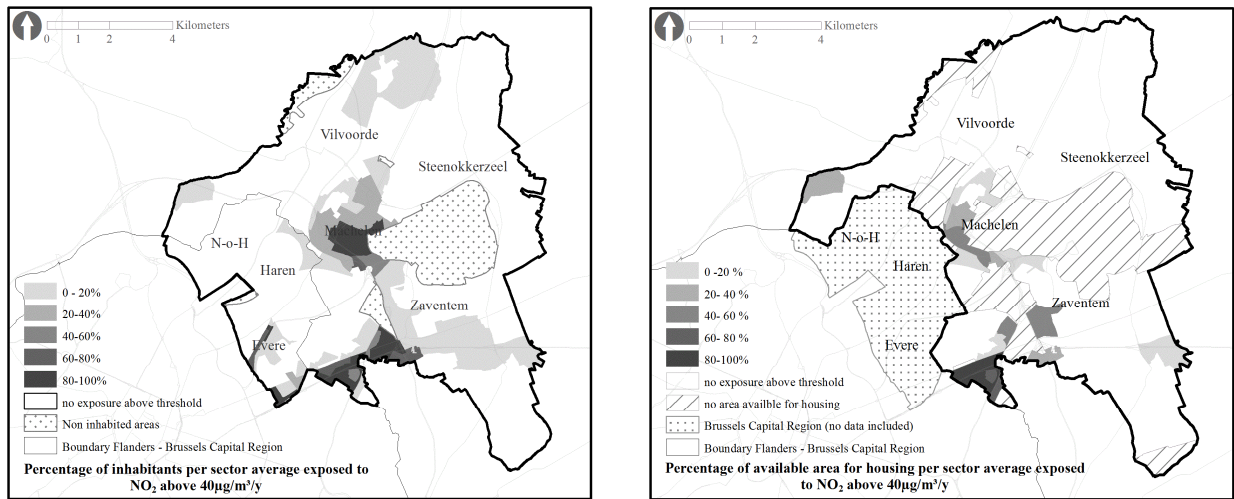 Kilometers
0 1 2 4
Vilvoorde
Steenokkerzeel
Machelen
N-o-H
Haren
Zaventem
Evere
0 - 20%
20-40%
40-60%
60-80%
80-100%
no exposure above threshold
Non inhabited areas
Boundary Flanders - Brussels Capital Region
Percentage of inhabitants per sector average exposed to
NO₂ above 40µg/m³/y
Kilometers
0 1 2 4
Vilvoorde
Steenokkerzeel
Machelen
N-o-H
Haren
Zaventem
Evere
0 -20%
20- 40 %
40- 60 %
60- 80 %
80-100%
no exposure above threshold
no area availble for housing
Brussels Capital Region (no data included)
Boundary Flanders - Brussels Capital Region
Percentage of available area for housing per sector average exposed
to NO₂ above 40µg/m³/y